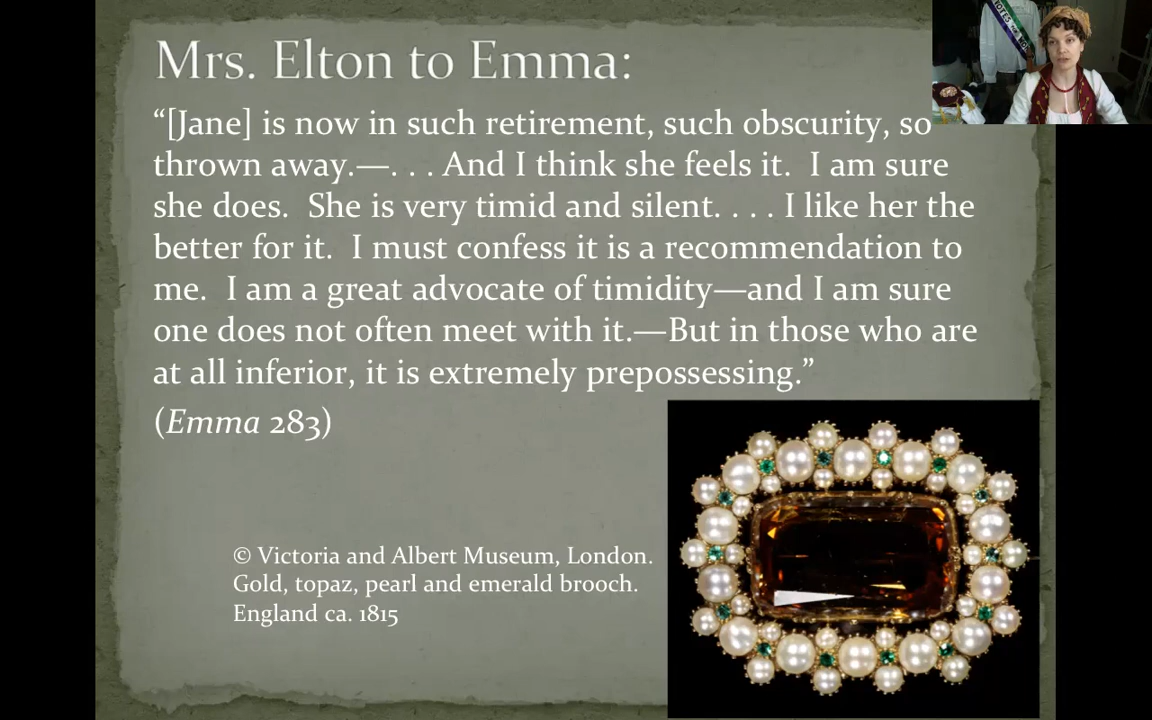 Mrs. Elton to Emma:
“[Jane] is now in such retirement, such obscurity, so
thrown away.—. . . And I think she feels it.  I am sure
she does.  She is very timid and silent. . . . I like her the
better for it.  I must confess it is a recommendation to
me.  I am a great advocate of timidity—and I am sure
one does not often meet with it.—But in those who are
at all inferior, it is extremely prepossessing.”
(Emma 283)
© Victoria and Albert Museum, London.
Gold, topaz, pearl and emerald brooch.
England ca. 1815